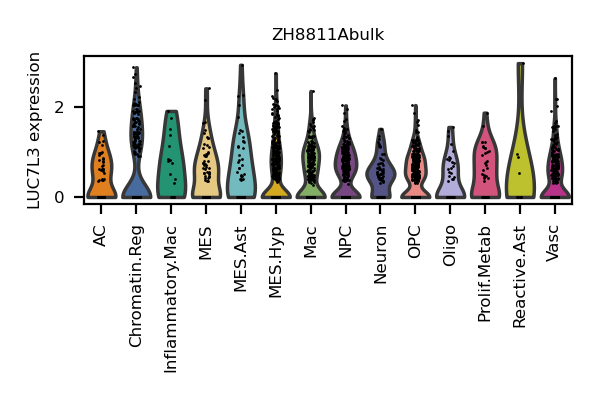 ZH8811Abulk
LUC7L3 expression
2
0
AC
Chromatin.Reg
Inflammatory.Mac
MES
MES.Ast
MES.Hyp
Mac
NPC
Neuron
OPC
Oligo
Prolif.Metab
Reactive.Ast
Vasc